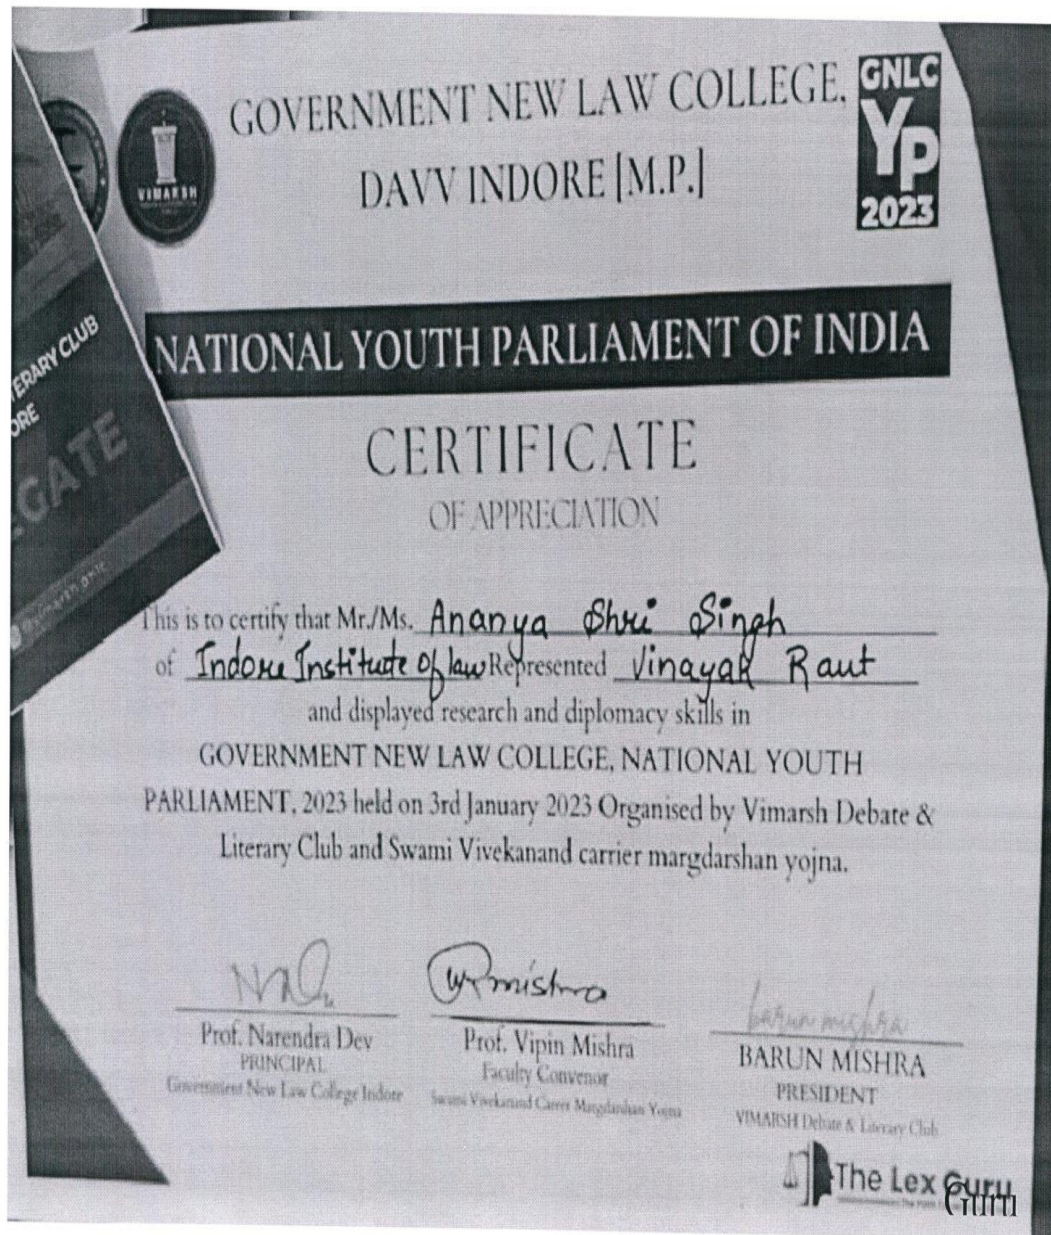 GOVERNMENT NEW LAW COLLEGE,
DAVV INDORE [M.P.]
VIMARSH
GNLC
YP
2023
ERARY CLUB
ORE
EGATE
NATIONAL YOUTH PARLIAMENT OF INDIA
CERTIFICATE
OF APPRECIATION
This is to certify that Mr./Ms. Ananya Shri Singh
of Indore Institute Of law Represented Vinayak Raut
and displayed research and diplomacy skills in
GOVERNMENT NEW LAW COLLEGE, NATIONAL YOUTH
PARLIAMENT, 2023 held on 3rd January 2023 Organised by Vimarsh Debate &
Literary Club and Swami Vivekanand carrier margdarshan yojna.
barun mishra
Prof. Narendra Dev
PRINCIPAL
Government New Law College Indore
Prof. Vipin Mishra
Faculty Convenor
Swami Vivekanand Career Margdarshan Yojna
BARUN MISHRA
PRESIDENT
VIMARSH Debate & Literary Club
The Lex Guru
Guru